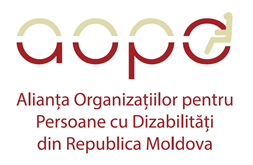 aopd
Alianța Organizațiilor pentru
Persoane cu Dizabilități
din Republica Moldova